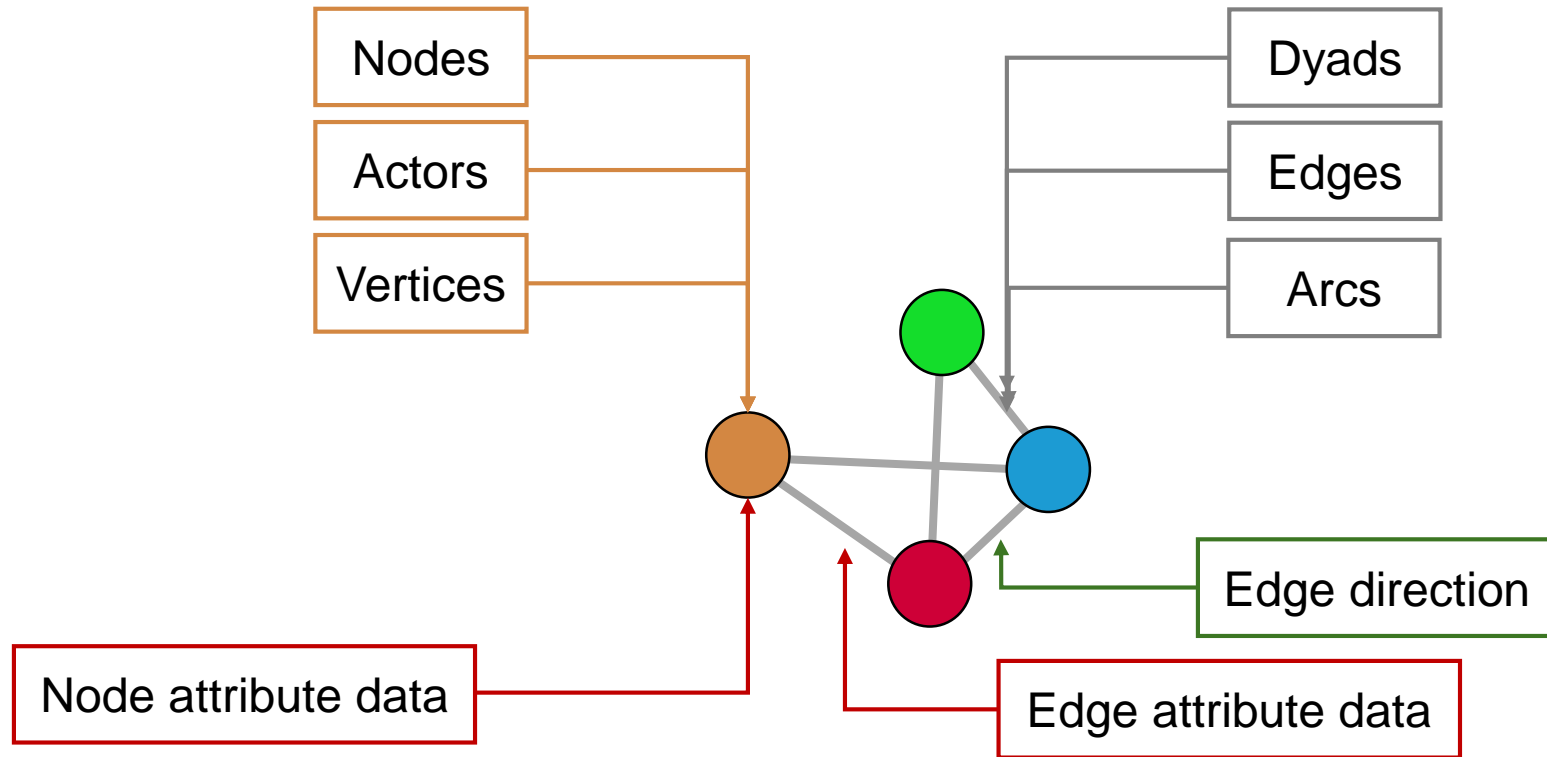 Nodes
Actors
Vertices
Dyads
Edges
Arcs
Edge direction
Node attribute data
Edge attribute data